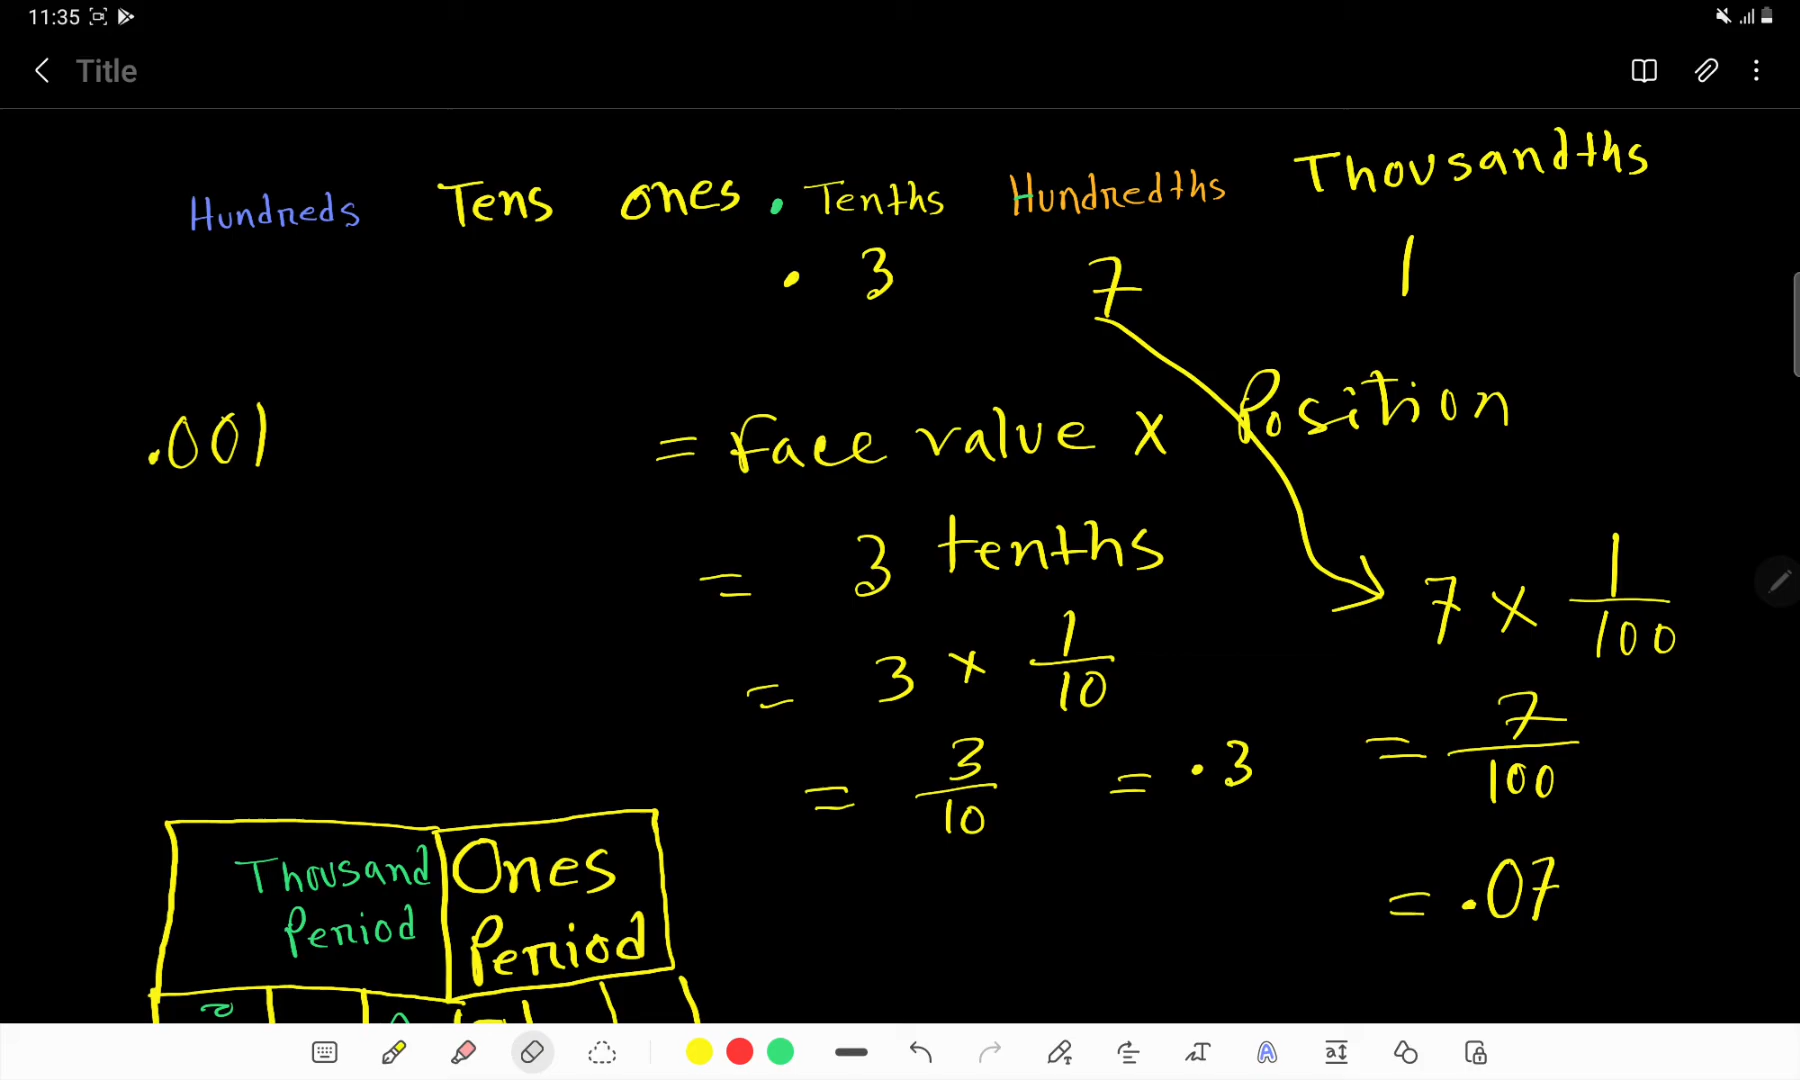 11:35
Title
Hundreds Tens ones . Tenths Hundredths Thousandths
. 3 7 1
.001
= Face value x Position
= 3 tenths
= 3 x 1/10
= 3/10 = .3
7 x 1/100
= 7/100
= .07
Thousand Period
Ones Period